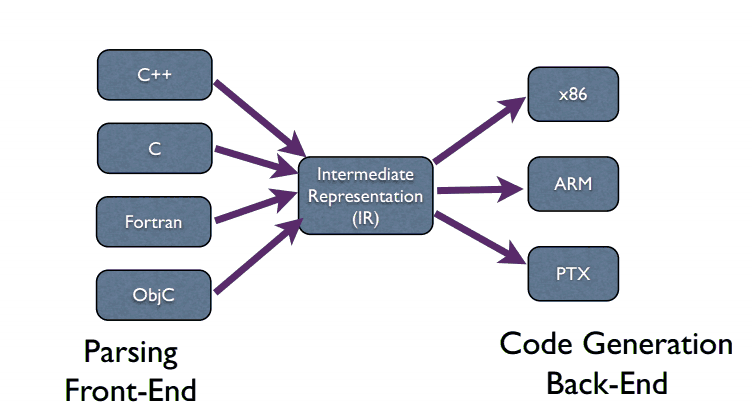 C++
C
Fortran
ObjC
Parsing
Front-End
Intermediate
Representation
(IR)
x86
ARM
PTX
Code Generation
Back-End